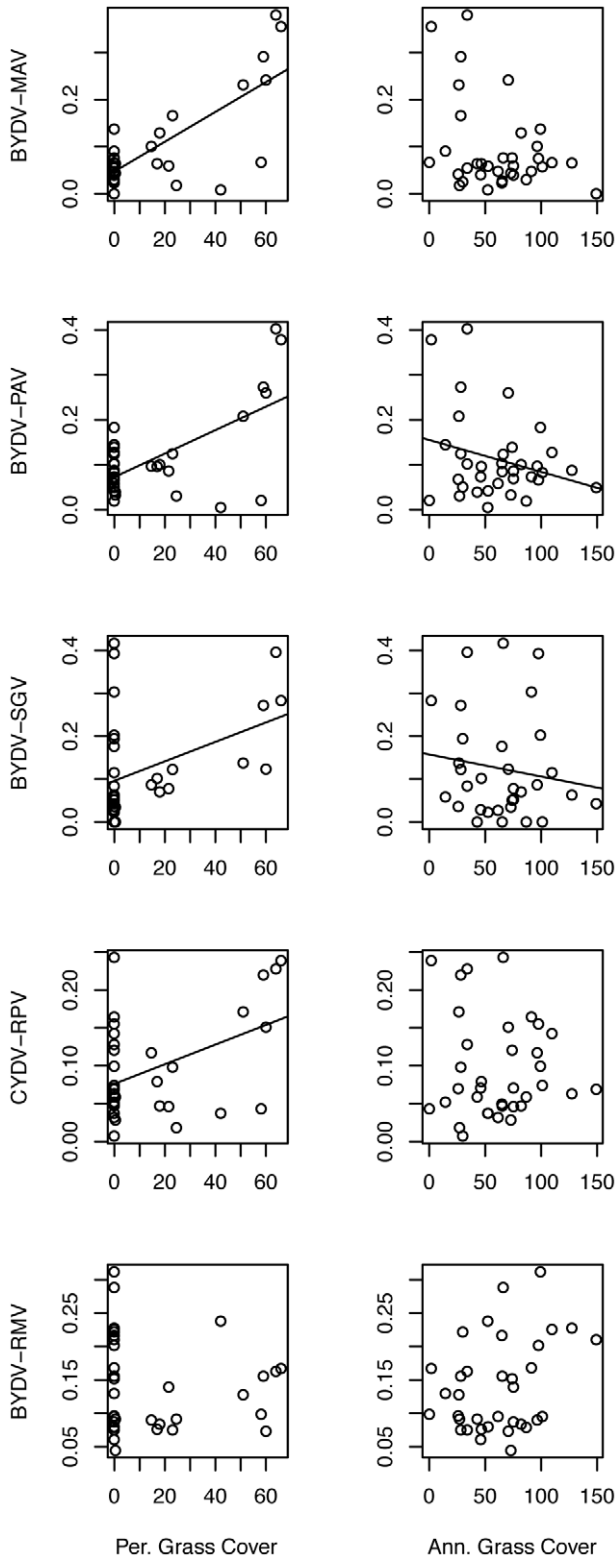 BYDV−MAV
0.0 0.2
0 20 40 60
0 50 100 150
BYDV−PAV
0.0 0.2 0.4
0 20 40 60
0 50 100 150
BYDV−SGV
0.0 0.2 0.4
0 20 40 60
0 50 100 150
CYDV−RPV
0.00 0.10 0.20
0 20 40 60
0 50 100 150
BYDV−RMV
0.05 0.15 0.25
0 20 40 60
0 50 100 150
Per. Grass Cover
Ann. Grass Cover